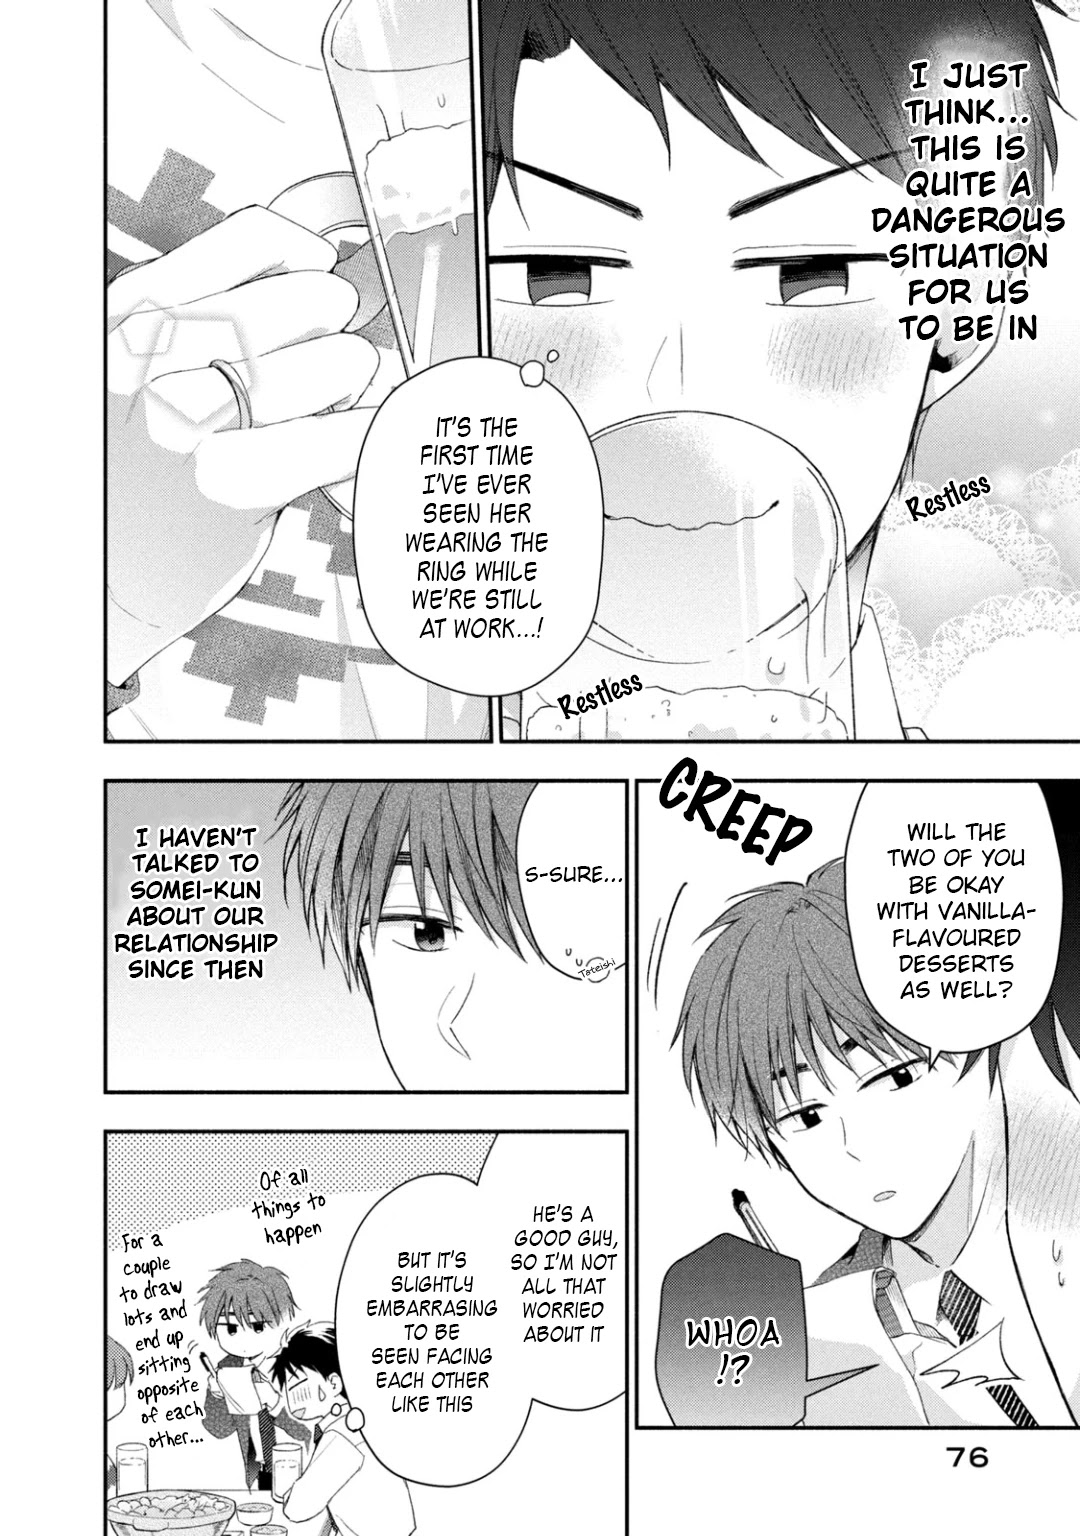 I JUST
THINK...
THIS IS
QUITE A
DANGEROUS
SITUATION
FOR US
TO BE IN
Restless
IT'S THE
FIRST TIME
I'VE EVER
SEEN HER
WEARING THE
RING WHILE
WE'RE STILL
AT WORK...!
Restless
CREEP
WILL THE
TWO OF YOU
BE OKAY
WITH VANILLA-
FLAVOURED
DESSERTS
AS WELL?
WHOA
!?
S-SURE...
Tateishi
I HAVEN'T
TALKED TO
SOMEI-KUN
ABOUT OUR
RELATIONSHIP
SINCE THEN
HE'S A
GOOD GUY,
SO I'M NOT
ALL THAT
WORRIED
ABOUT IT
BUT IT'S
SLIGHTLY
EMBARRASING
TO BE
SEEN FACING
EACH OTHER
LIKE THIS
Of all
things to
happen
For a
couple
to draw
lots and
end up
sitting
opposite
of each
other...
76